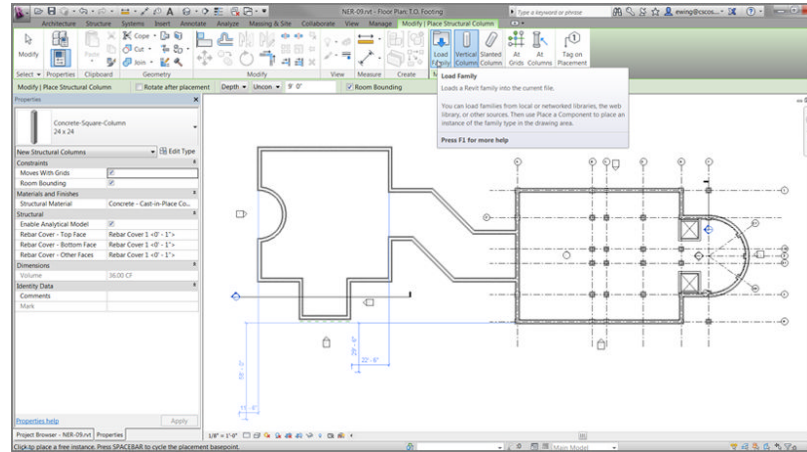 NER-09.rvt - Floor Plan: T.O. Footing
Type a keyword or phrase
ewing@cscos...
Architecture Structure Systems Insert Annotate Analyze Massing & Site Collaborate View Manage Modify | Place Structural Column
Modify
Paste
Cope
Cut
Join
Load Family
Vertical Column
Slanted Column
At Grids
At Columns
Tag on Placement
Select Properties Clipboard Geometry Modify View Measure Create
Modify | Place Structural Column
Rotate after placement
Depth
Uncon
9' 0"
Room Bounding
Load Family
Loads a Revit family into the current file.
You can load families from local or networked libraries, the web
library, or other sources. Then use Place a Component to place an
instance of the family type in the drawing area.
Press F1 for more help
Properties
Concrete-Square-
Column
24 x 24
New Structural Columns
Edit Type
Constraints
Moves With Grids
Room Bounding
Materials and Finishes
Structural Material Concrete - Cast-in-Place Co...
Structural
Enable Analytical Model
Rebar Cover - Top Face Rebar Cover 1 <0' - 1">
Rebar Cover - Bottom Face Rebar Cover 1 <0' - 1">
Rebar Cover - Other Faces Rebar Cover 1 <0' - 1">
Dimensions
Volume 36.00 CF
Identity Data
Comments
Mark
22' - 6"
Properties help
Apply
Project Browser - NER-09.rvt Properties
1/8" = 1'-0"
Click to place a free instance. Press SPACEBAR to cycle the placement basepoint.
Main Model